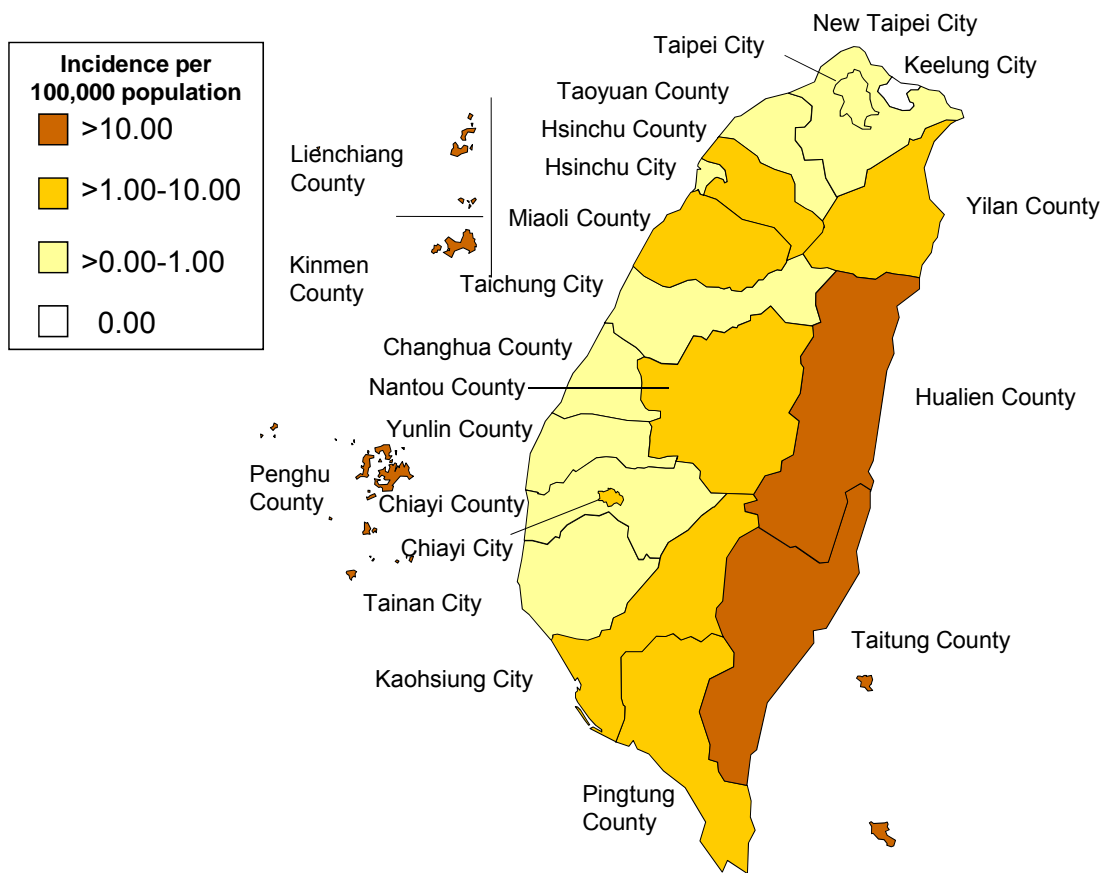 Incidence per
100,000 population
>10.00
>1.00-10.00
>0.00-1.00
0.00
New Taipei City
Taipei City
Keelung City
Taoyuan County
Hsinchu County
Lienchiang
County
Hsinchu City
Yilan County
Miaoli County
Kinmen
County
Taichung City
Changhua County
Nantou County
Hualien County
Yunlin County
Penghu
County
Chiayi County
Chiayi City
Tainan City
Taitung County
Kaohsiung City
Pingtung
County